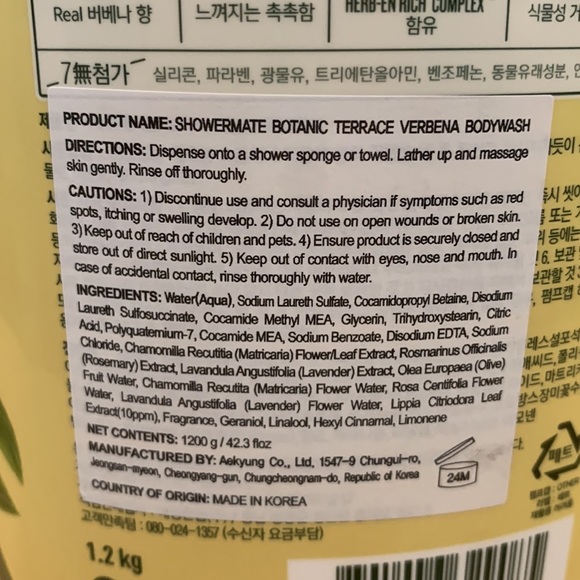 Real 버베나 향
느껴지는 촉촉함
HERB-EN RICH COMPLEX
함유
식물성
7無첨가
실리콘, 파라벤, 광물유, 트리에탄올아민, 벤조페논, 동물유래성분,
PRODUCT NAME: SHOWERMATE BOTANIC TERRACE VERBENA BODYWASH
DIRECTIONS: Dispense onto a shower sponge or towel. Lather up and massage
skin gently. Rinse off thoroughly.
CAUTIONS: 1) Discontinue use and consult a physician if symptoms such as red
spots, itching or swelling develop. 2) Do not use on open wounds or broken skin.
3) Keep out of reach of children and pets. 4) Ensure product is securely closed and
store out of direct sunlight. 5) Keep out of contact with eyes, nose and mouth. In
case of accidental contact, rinse thoroughly with water.
INGREDIENTS: Water(Aqua), Sodium Laureth Sulfate, Cocamidopropyl Betaine, Disodium
Laureth Sulfosuccinate, Cocamide Methyl MEA, Glycerin, Trihydroxystearin, Citric
Acid, Polyquaternium-7, Cocamide MEA, Sodium Benzoate, Disodium EDTA, Sodium
Chloride, Chamomilla Recutitia (Matricaria) Flower/Leaf Extract, Rosmarinus Officinalis
(Rosemary) Extract, Lavandula Angustifolia (Lavender) Extract, Olea Europaea (Olive)
Fruit Water, Chamomilla Recutita (Matricaria) Flower Water, Rosa Centifolia Flower
Water, Lavandula Angustifolia (Lavender) Flower Water, Lippia Citriodora Leaf
Extract(10ppm), Fragrance, Geraniol, Linalool, Hexyl Cinnamal, Limonene
NET CONTENTS: 1200 g / 42.3 floz
MANUFACTURED BY: Aekyung Co., Ltd, 1547-9 Chungui-ro,
Jeongsan-myeon, Cheongyang-gun, Chungcheongnam-do, Republic of Korea
24M
COUNTRY OF ORIGIN: MADE IN KOREA
고객만족팀 : 080-024-1357 (수신자 요금부담)
1.2 kg